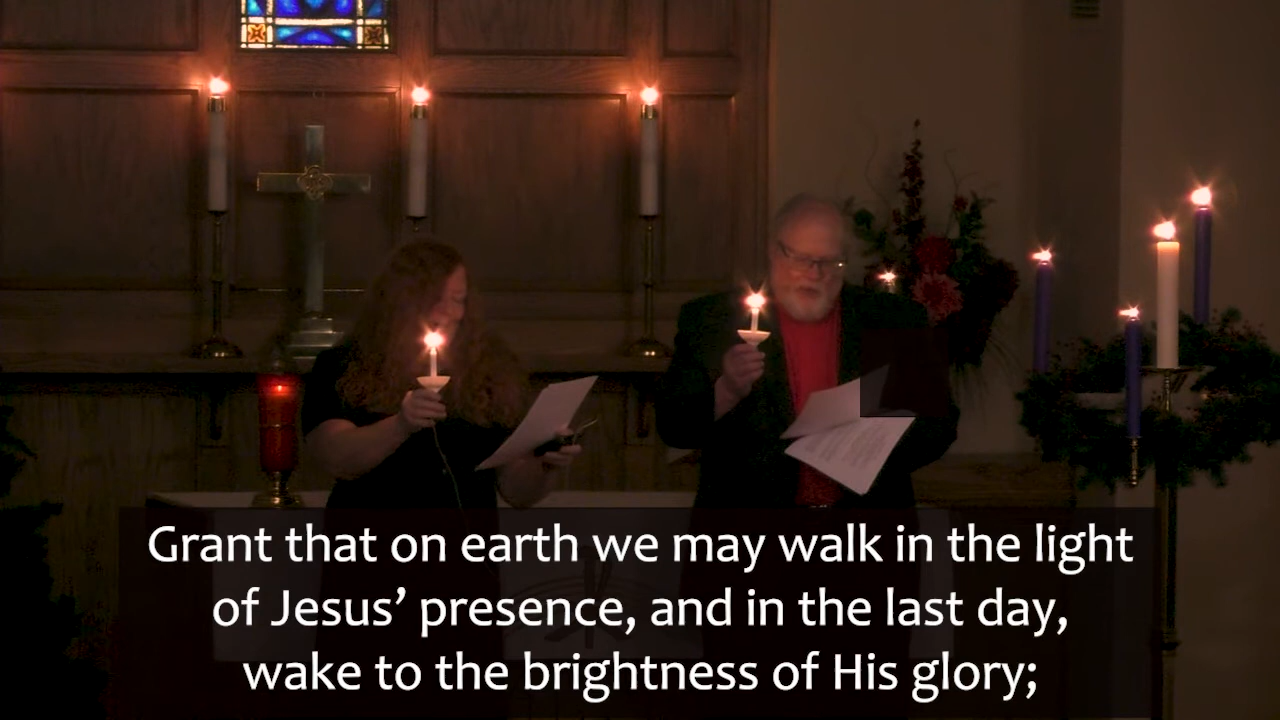 Grant that on earth we may walk in the light
of Jesus’ presence, and in the last day,
wake to the brightness of His glory;